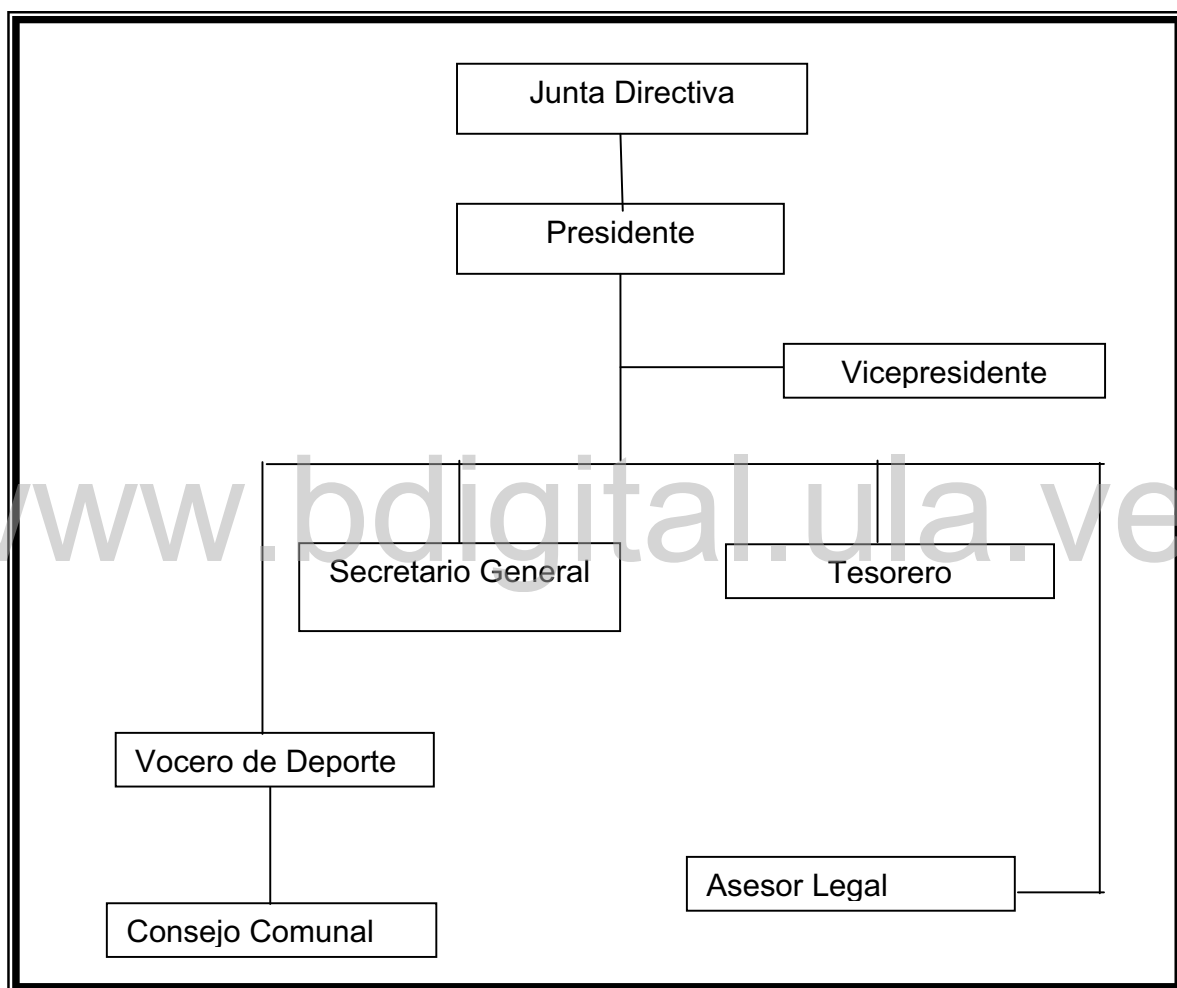 Junta Directiva
Presidente
Vicepresidente
www.bdigital.ula.ve
Secretario General
Tesorero
Vocero de Deporte
Asesor Legal
Consejo Comunal